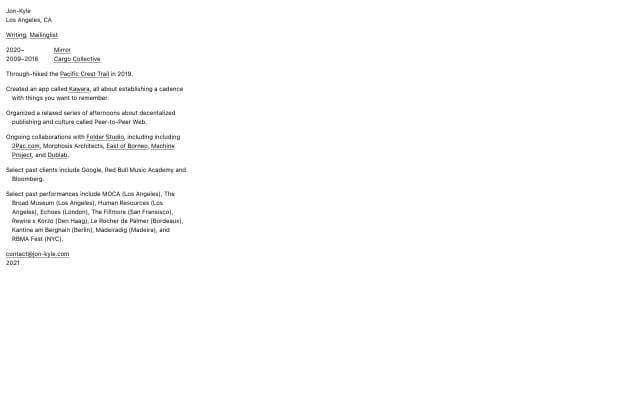 Jon-Kyle
Los Angeles, CA
Writing, Mailinglist
2020– Mirror
2009–2016 Cargo Collective
Through-hiked the Pacific Crest Trail in 2019.
Created an app called Kawara, all about establishing a cadence
with things you want to remember.
Organized a relaxed series of afternoons about decentalized
publishing and culture called Peer-to-Peer Web.
Ongoing collaborations with Folder Studio, including including
2Pac.com, Morphosis Architects, East of Borneo, Machine
Project, and Dublab.
Select past clients include Google, Red Bull Music Academy and
Bloomberg.
Select past performances include MOCA (Los Angeles), The
Broad Museum (Los Angeles), Human Resources (Los
Angeles), Echoes (London), The Fillmore (San Fransisco),
Rewire x Korzo (Den Haag), Le Rocher de Palmer (Bordeaux),
Kantine am Berghain (Berlin), Madeiradig (Madeira), and
RBMA Fest (NYC).
contact@jon-kyle.com
2021